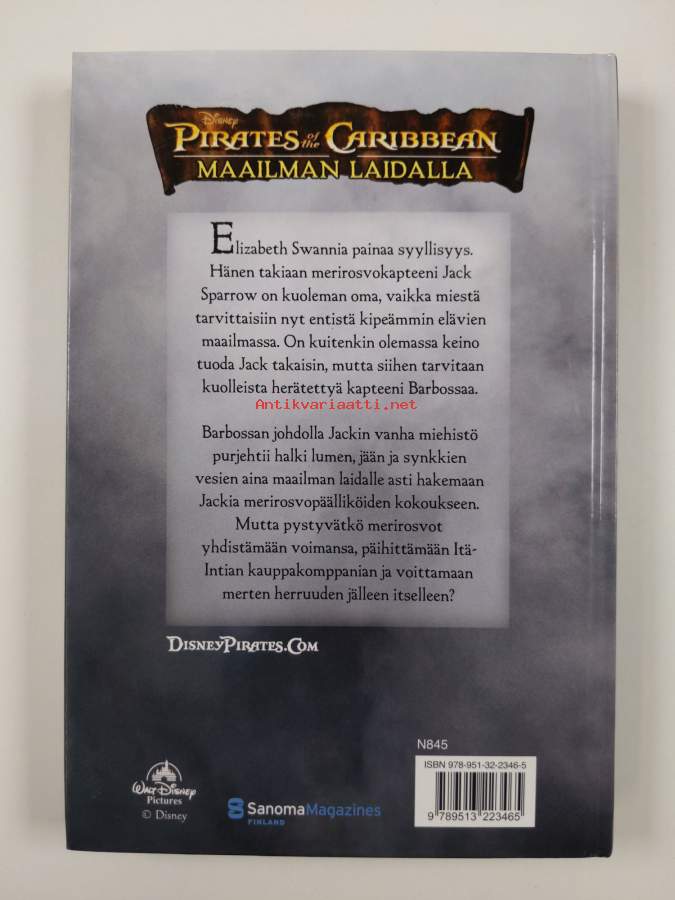 DISNEY
PIRATES of the CARIBBEAN
MAAILMAN LAIDALLA
Elizabeth Swannia painaa syyllisyys.
Hänen takiaan merirosvokapteeni Jack
Sparrow on kuoleman oma, vaikka miestä
tarvittaisiin nyt entistä kipeämmin elävien
maailmassa. On kuitenkin olemassa keino
tuoda Jack takaisin, mutta siihen tarvitaan
kuolleista herätettyä kapteeni Barbossaa.
Antikvariaatti.net
Barbossan johdolla Jackin vanha miehistö
purjehtii halki lumen, jään ja synkkien
vesien aina maailman laidalle asti hakemaan
Jackia merirosvopäälliköiden kokoukseen.
Mutta pystyvätkö merirosvot
yhdistämään voimansa, päihittämään Itä-
Intian kauppakomppanian ja voittamaan
merten herruuden jälleen itselleen?
DISNEYPIRATES.COM
N845
ISBN 978-951-32-2346-5
9 789513 223465
WALT DISNEY
Pictures
© Disney
SanomaMagazines
FINLAND